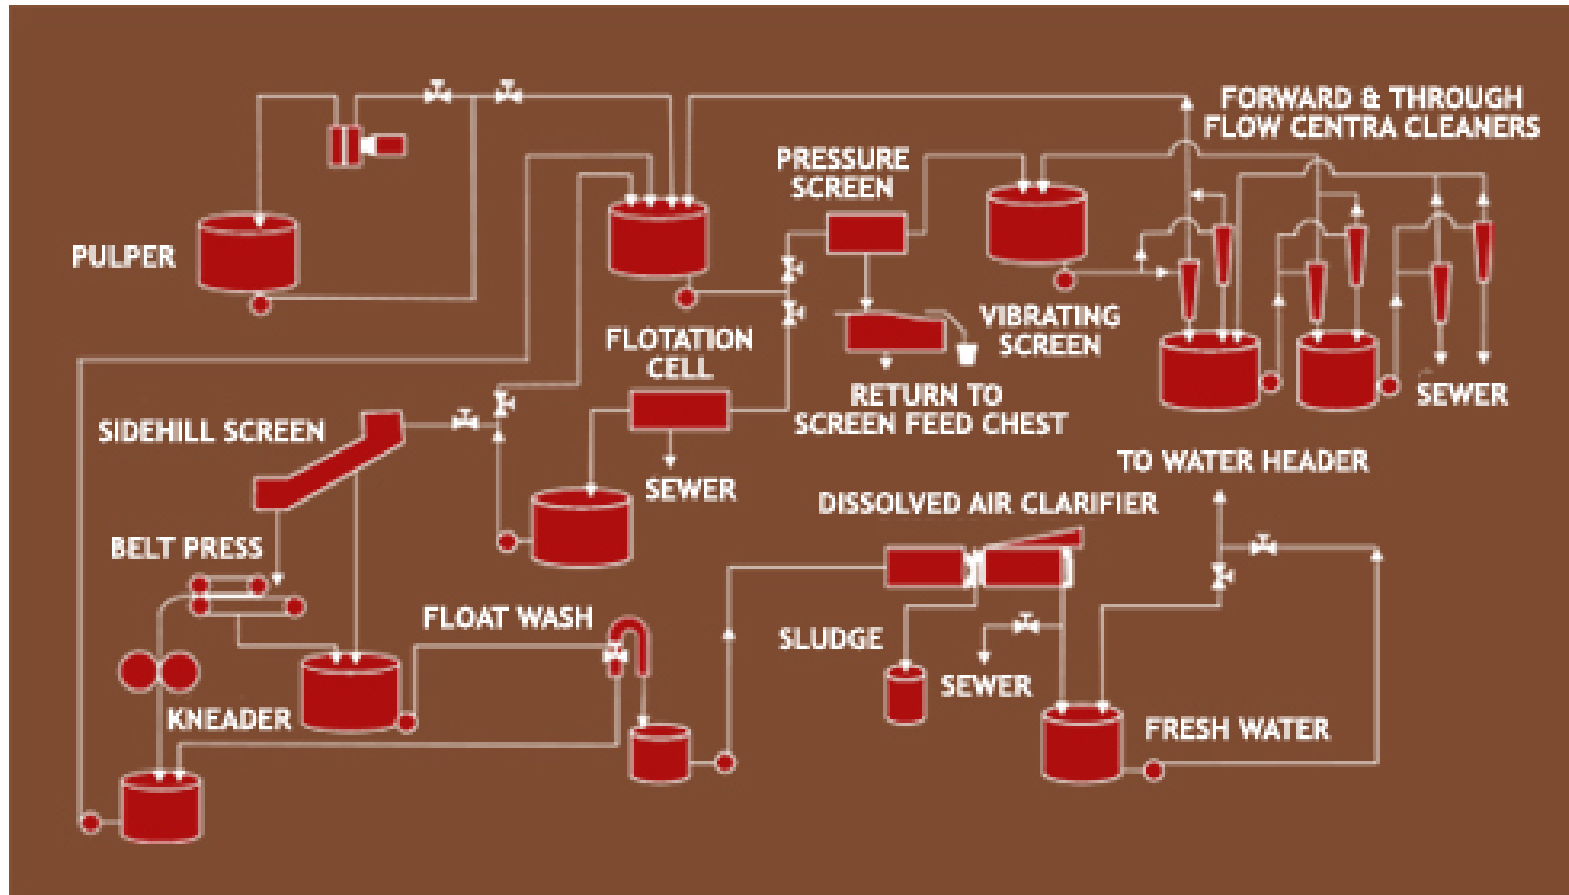 FORWARD & THROUGH
FLOW CENTRA CLEANERS
PRESSURE
SCREEN
PULPER
VIBRATING
SCREEN
FLOTATION
CELL
RETURN TO
SCREEN FEED CHEST
SEWER
SIDEHILL SCREEN
TO WATER HEADER
SEWER
DISSOLVED AIR CLARIFIER
BELT PRESS
FLOAT WASH
SLUDGE
SEWER
KNEADER
FRESH WATER